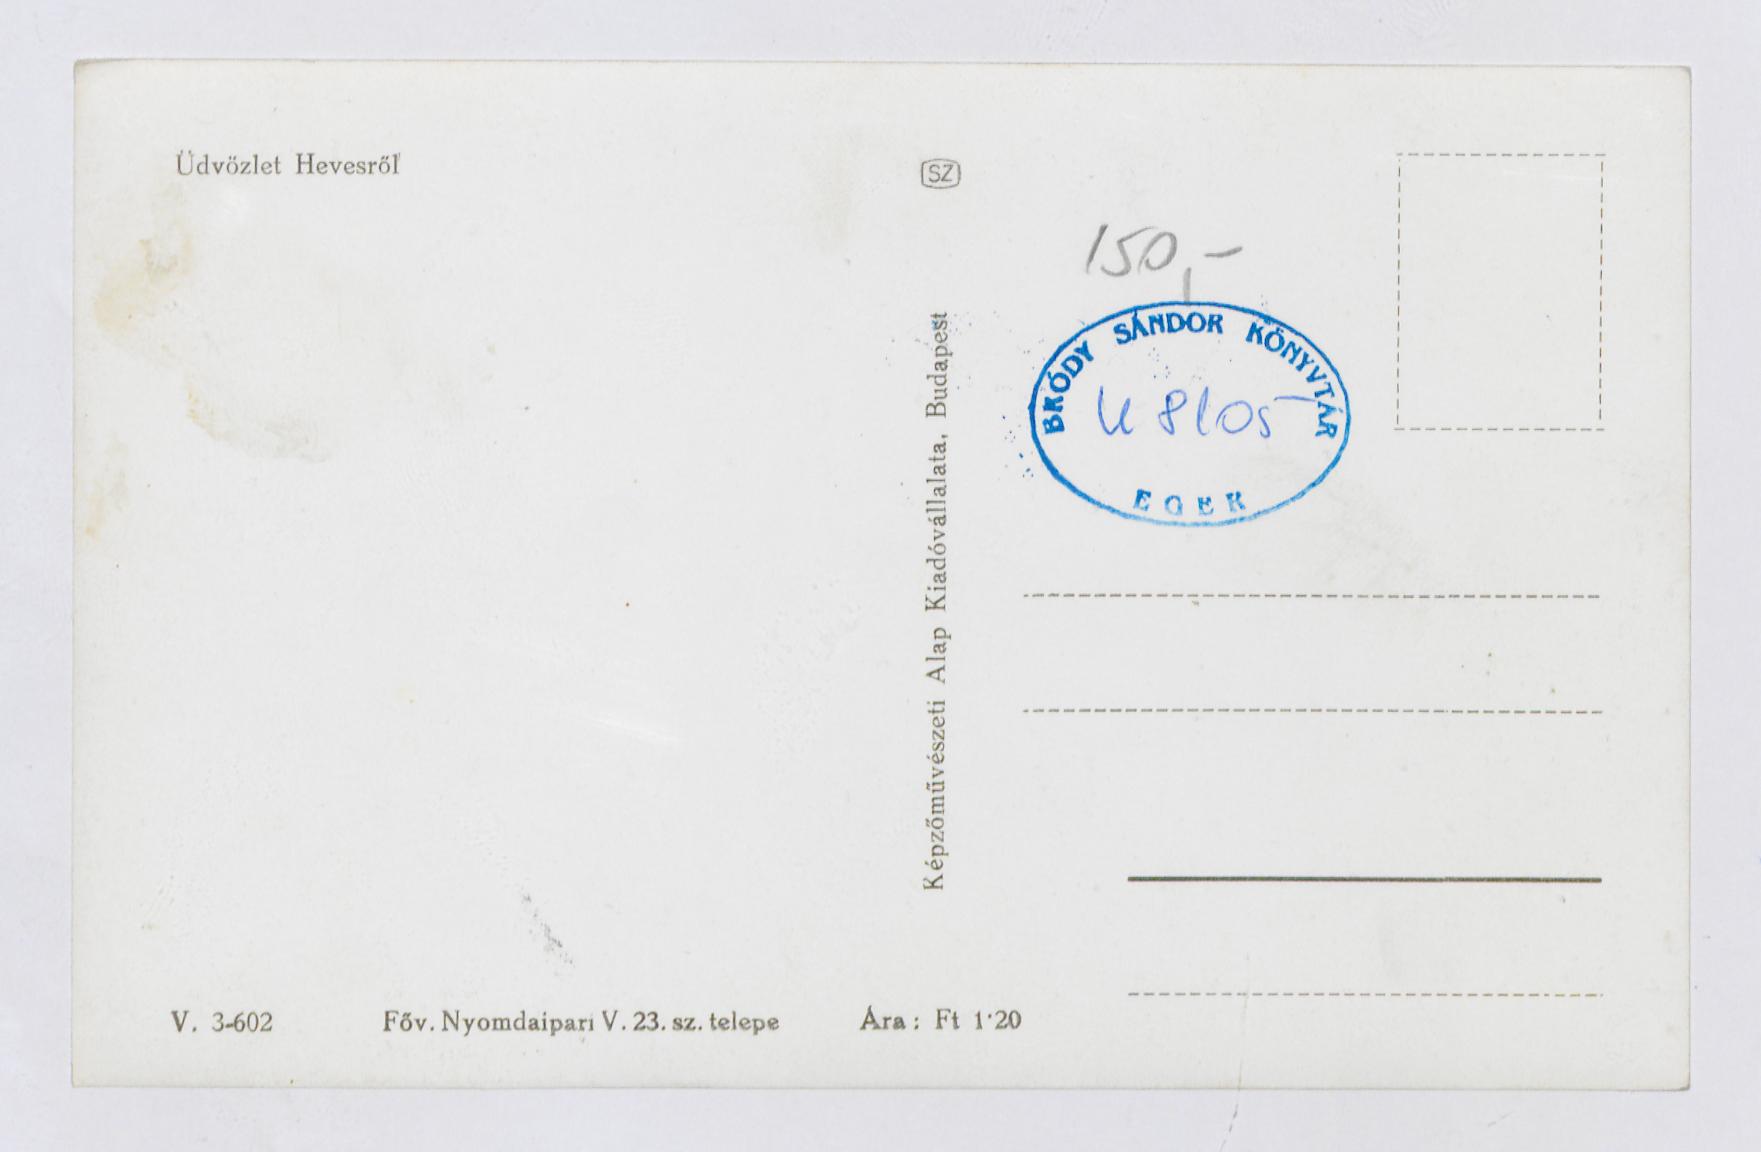 Üdvözlet Hevesről
SZ
150,-
BRÓDY SÁNDOR KÖNYVTÁR
U 8105
EGER
Képzőművészeti Alap Kiadóvállalata, Budapest
V. 3-602
Főv. Nyomdaipari V. 23. sz. telepe
Ára: Ft 1·20